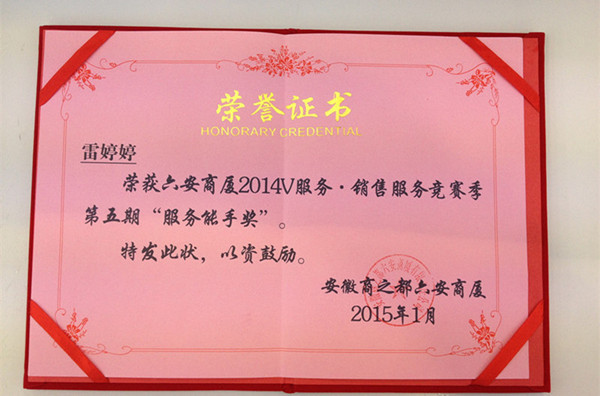 荣誉证书
HONORARY CREDENTIAL
雷婷婷
荣获六安商厦2014V服务·销售服务竞赛季
第五期“服务能手奖”。
特发此状，以资鼓励。
安徽商之都六安商厦
2015年1月